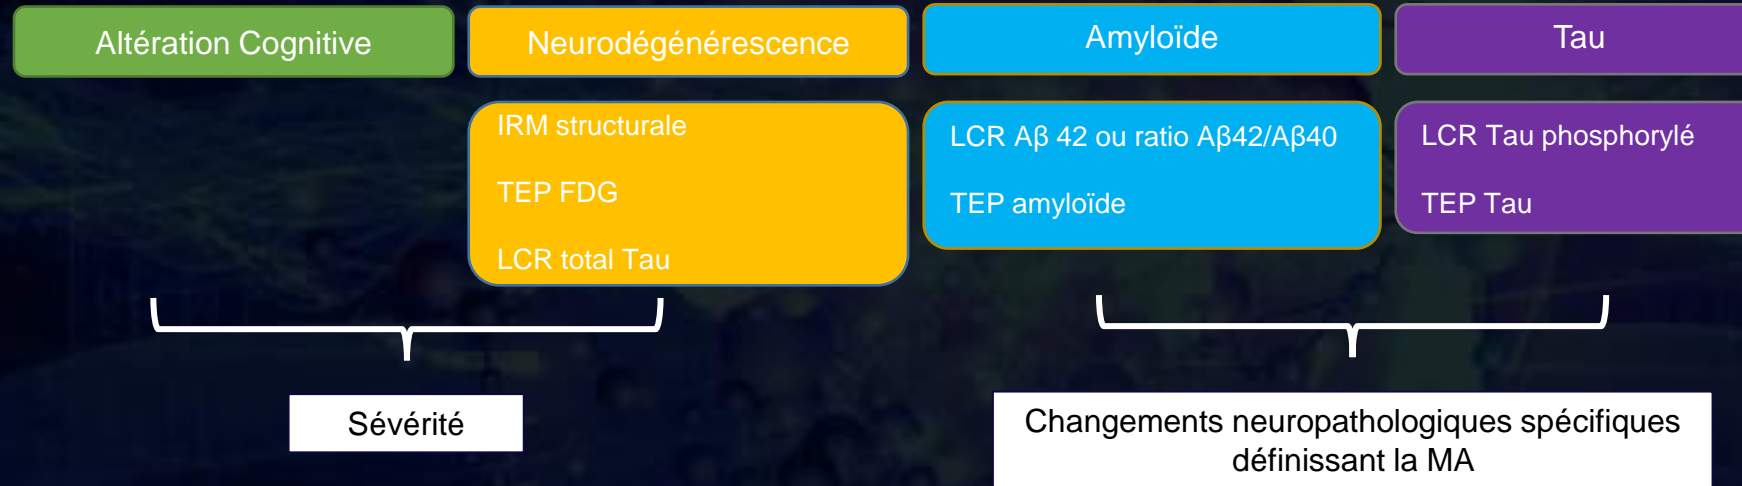 Altération Cognitive
Neurodégénérescence
Amyloïde
Tau
IRM structurale
TEP FDG
LCR total Tau
LCR Aβ 42 ou ratio Aβ42/Aβ40
TEP amyloïde
LCR Tau phosphorylé
TEP Tau
Sévérité
Changements neuropathologiques spécifiques
définissant la MA